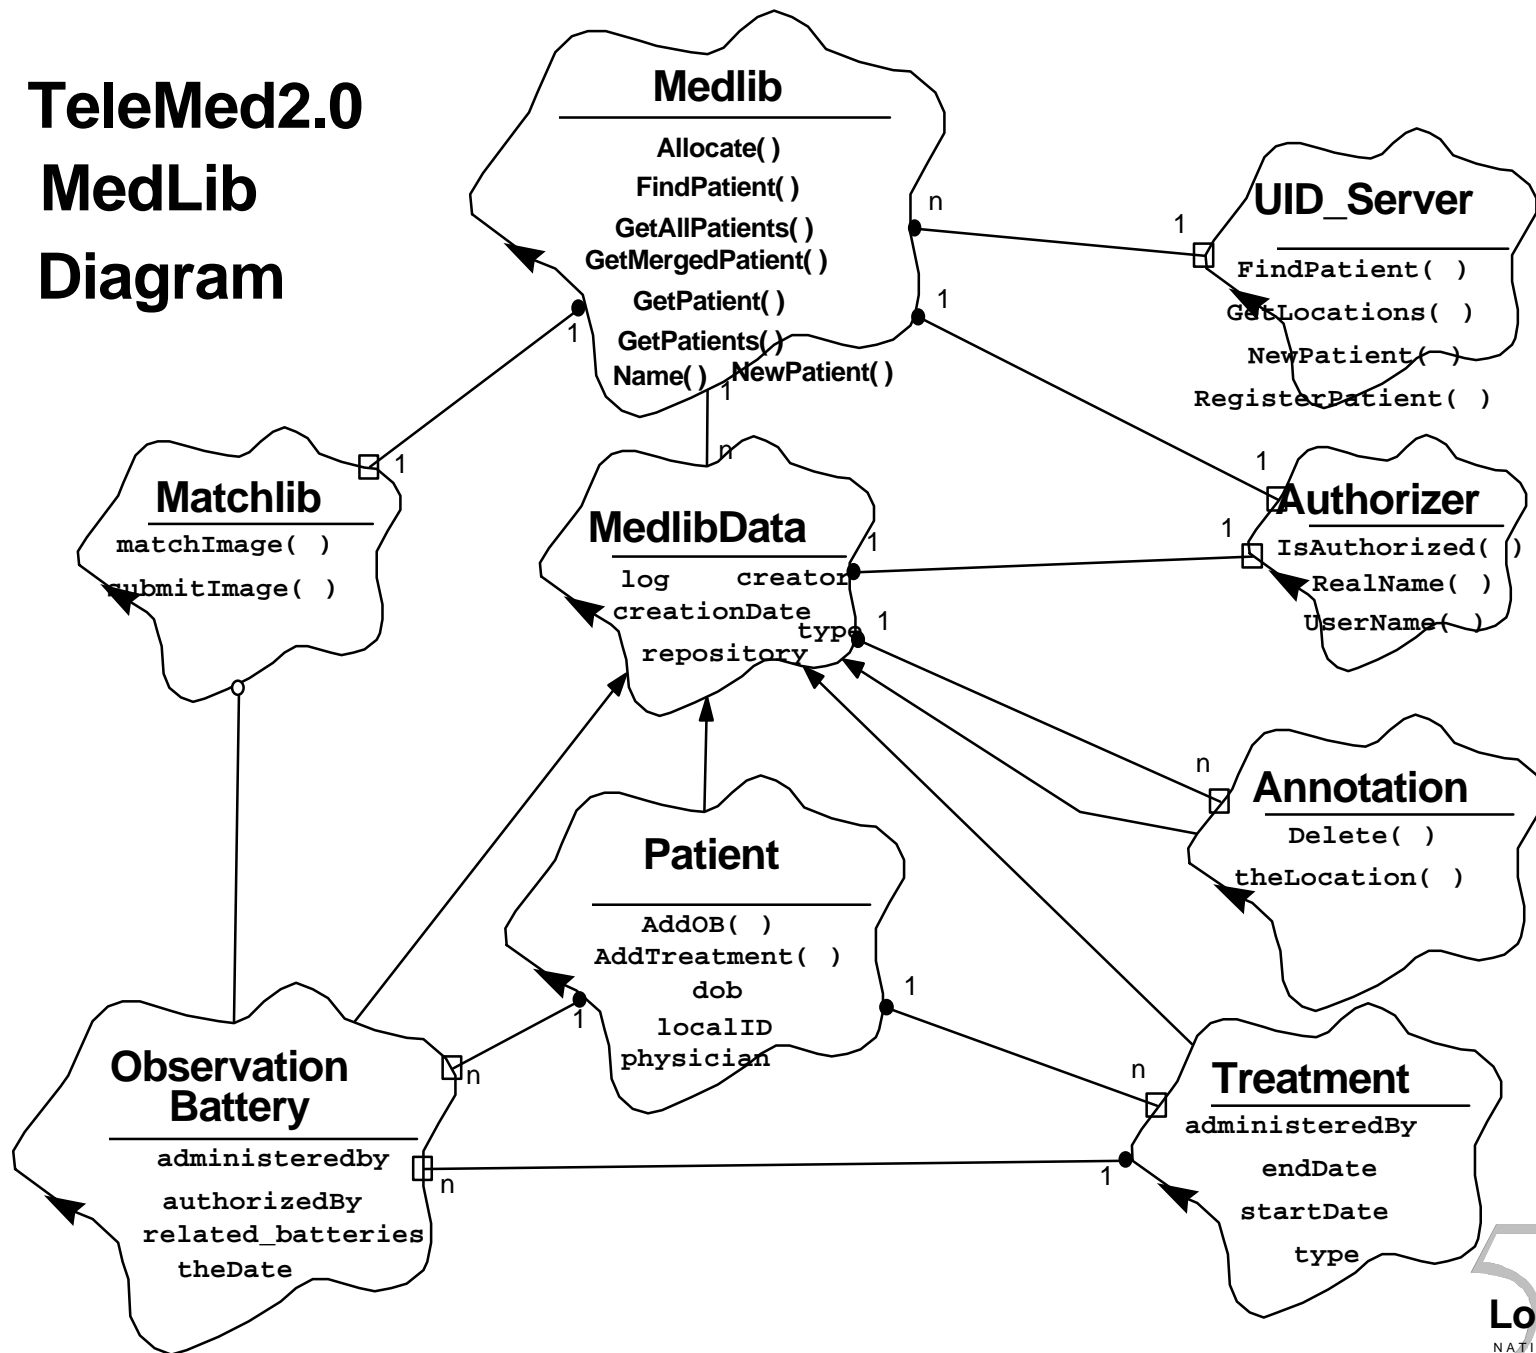 TeleMed2.0
MedLib
Diagram
Medlib
Allocate( )
FindPatient( )
GetAllPatients( )
GetMergedPatient( )
GetPatient( )
GetPatients( )
Name( ) NewPatient( )
n
1
1
1
n
UID_Server
1
FindPatient( )
GetLocations( )
NewPatient( )
RegisterPatient( )
Matchlib
1
matchImage( )
submitImage( )
MedlibData
1
log creator
creationDate
type
1
repository
Authorizer
1
1
IsAuthorized( )
RealName( )
UserName( )
n
Annotation
Delete( )
theLocation( )
Patient
AddOB( )
AddTreatment( )
dob
localID
physician
1
1
Observation
Battery
n
administeredby
n
authorizedBy
related_batteries
theDate
n
Treatment
administeredBy
1
endDate
startDate
type
5
Lo
NATI